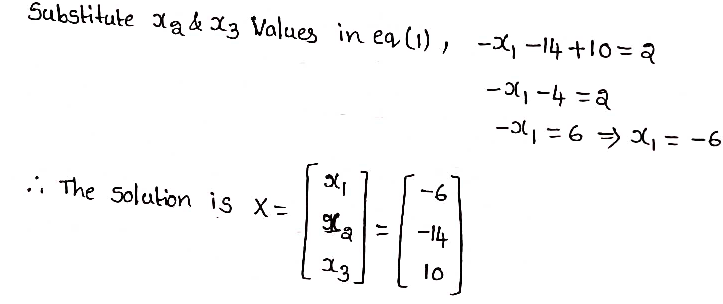 Substitute x₂ & x₃ Values in eq (1), -x₁ -14 +10 = 2
-x₁ -4 = 2
-x₁ = 6 ⇒ x₁ = -6
∴ The Solution is X = [x₁ x₂ x₃] = [-6 -14 10]